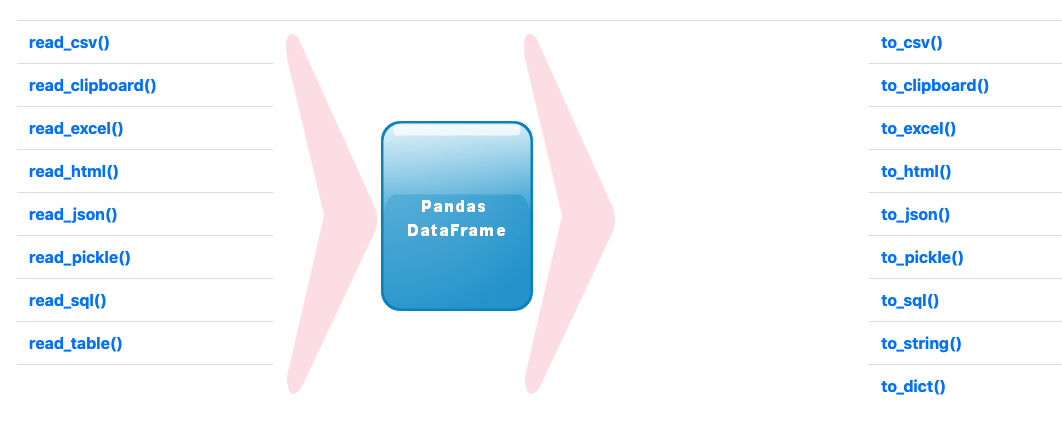 read_csv()
read_clipboard()
read_excel()
read_html()
read_json()
read_pickle()
read_sql()
read_table()
Pandas
DataFrame
to_csv()
to_clipboard()
to_excel()
to_html()
to_json()
to_pickle()
to_sql()
to_string()
to_dict()